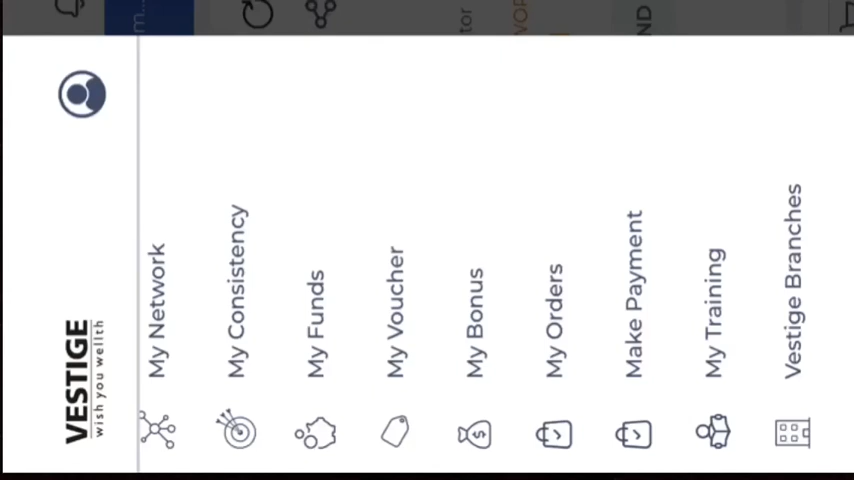 VESTIGE
wish you wellth
My Network
My Consistency
My Funds
My Voucher
My Bonus
My Orders
Make Payment
My Training
Vestige Branches